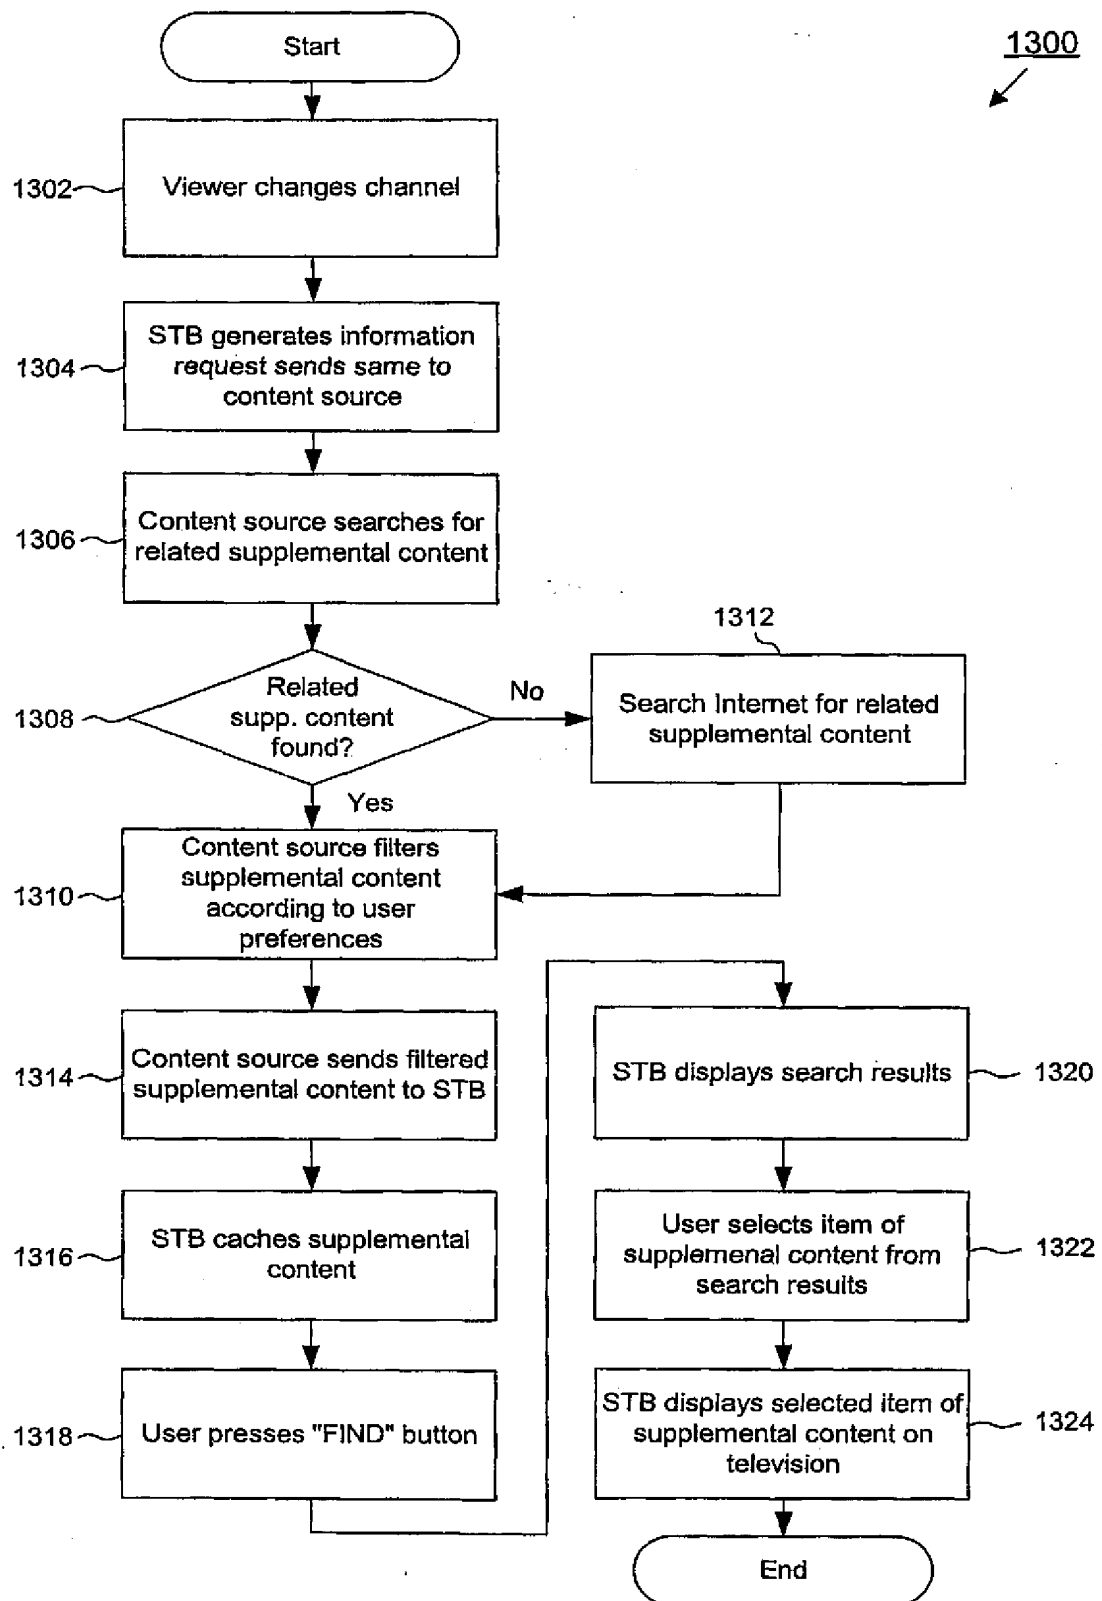 Start
1300
1302
Viewer changes channel
1304
STB generates information
request sends same to
content source
1306
Content source searches for
related supplemental content
1308
Related
supp. content
found?
No
Yes
1312
Search Internet for related
supplemental content
1310
Content source filters
supplemental content
according to user
preferences
1314
Content source sends filtered
supplemental content to STB
1316
STB caches supplemental
content
1318
User presses "FIND" button
STB displays search results
1320
User selects item of
supplemenal content from
search results
1322
STB displays selected item of
supplemental content on
television
1324
End